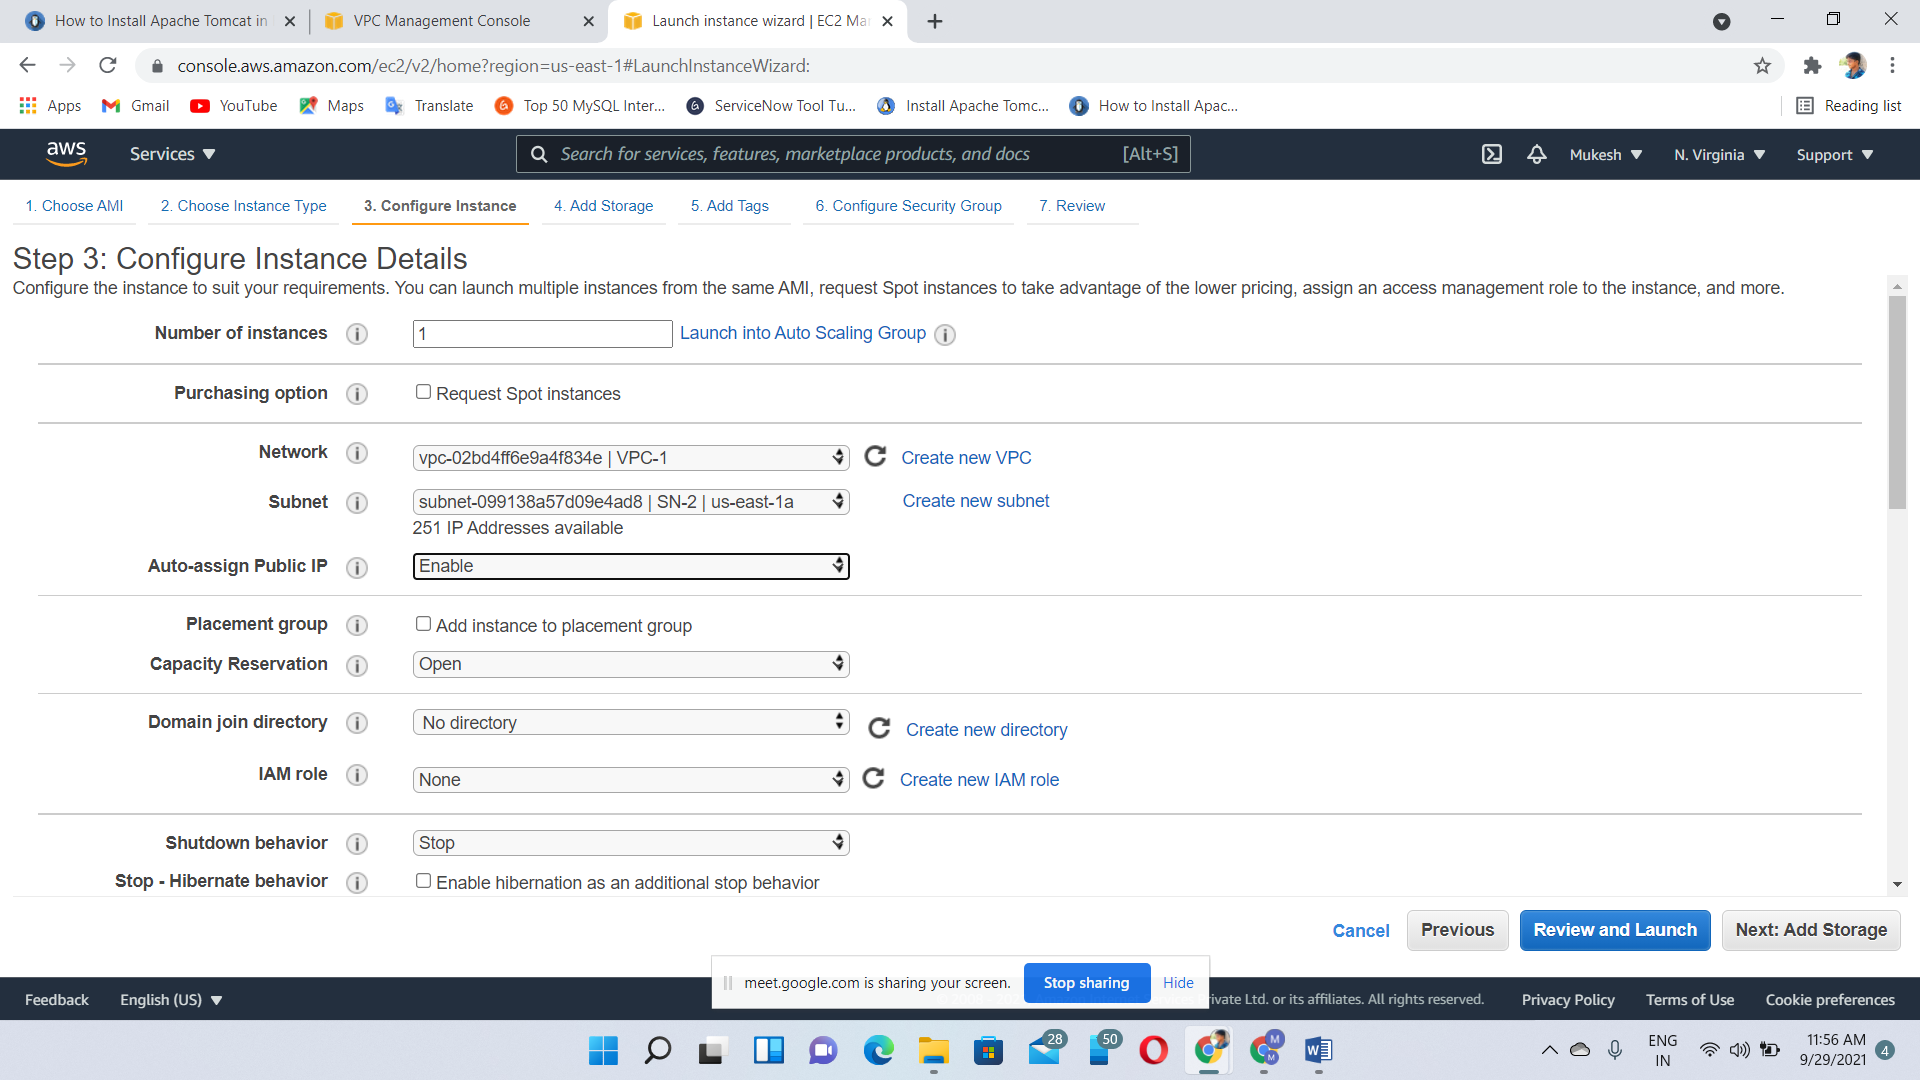 How to Install Apache Tomcat in
VPC Management Console
Launch instance wizard | EC2 Ma
console.aws.amazon.com/ec2/v2/home?region=us-east-1#LaunchInstanceWizard:
Apps
Gmail
YouTube
Maps
Translate
Top 50 MySQL Inter...
ServiceNow Tool Tu...
Install Apache Tomc...
How to Install Apac...
Reading list
aws
Services
Search for services, features, marketplace products, and docs
[Alt+S]
Mukesh
N. Virginia
Support
1. Choose AMI
2. Choose Instance Type
3. Configure Instance
4. Add Storage
5. Add Tags
6. Configure Security Group
7. Review
Step 3: Configure Instance Details
Configure the instance to suit your requirements. You can launch multiple instances from the same AMI, request Spot instances to take advantage of the lower pricing, assign an access management role to the instance, and more.
Number of instances
1
Launch into Auto Scaling Group
Purchasing option
Request Spot instances
Network
vpc-02bd4ff6e9a4f834e | VPC-1
Create new VPC
Subnet
subnet-099138a57d09e4ad8 | SN-2 | us-east-1a
Create new subnet
251 IP Addresses available
Auto-assign Public IP
Enable
Placement group
Add instance to placement group
Capacity Reservation
Open
Domain join directory
No directory
Create new directory
IAM role
None
Create new IAM role
Shutdown behavior
Stop
Stop - Hibernate behavior
Enable hibernation as an additional stop behavior
Cancel
Previous
Review and Launch
Next: Add Storage
meet.google.com is sharing your screen.
Stop sharing
Hide
Feedback
English (US)
rivate Ltd. or its affiliates. All rights reserved.
Privacy Policy
Terms of Use
Cookie preferences
28
50
M
M
ENG
IN
11:56 AM
9/29/2021
4